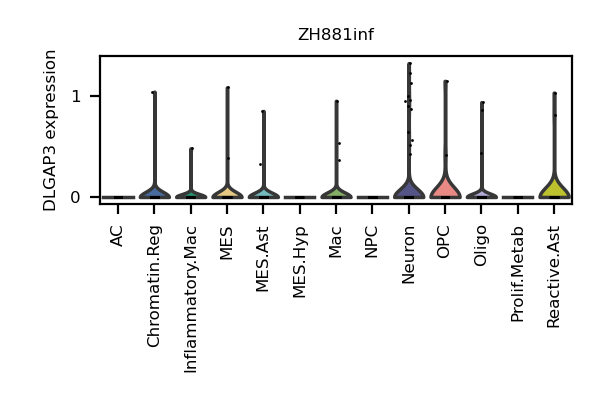 ZH881inf
DLGAP3 expression
1
0
AC
Chromatin.Reg
Inflammatory.Mac
MES
MES.Ast
MES.Hyp
Mac
NPC
Neuron
OPC
Oligo
Prolif.Metab
Reactive.Ast